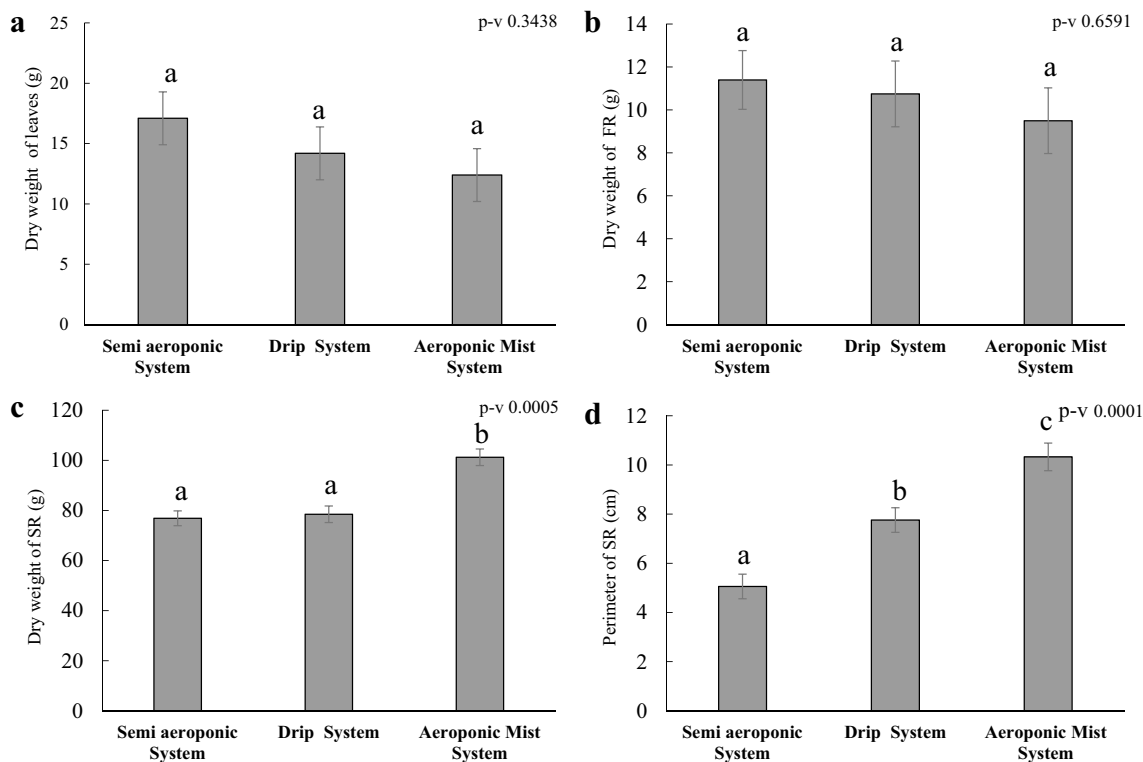 a
p-v 0.3438
Dry weight of leaves (g)
25
20
15
10
5
0
a
a
a
Semi aeroponic
System
Drip System
Aeroponic Mist
System
b
p-v 0.6591
Dry weight of FR (g)
14
12
10
8
6
4
2
0
a
a
a
Semi aeroponic
System
Drip System
Aeroponic Mist
System
c
p-v 0.0005
Dry weight of SR (g)
120
100
80
60
40
20
0
a
a
b
Semi aeroponic
System
Drip System
Aeroponic Mist
System
d
p-v 0.0001
Perimeter of SR (cm)
12
10
8
6
4
2
0
a
b
c
Semi aeroponic
System
Drip System
Aeroponic Mist
System